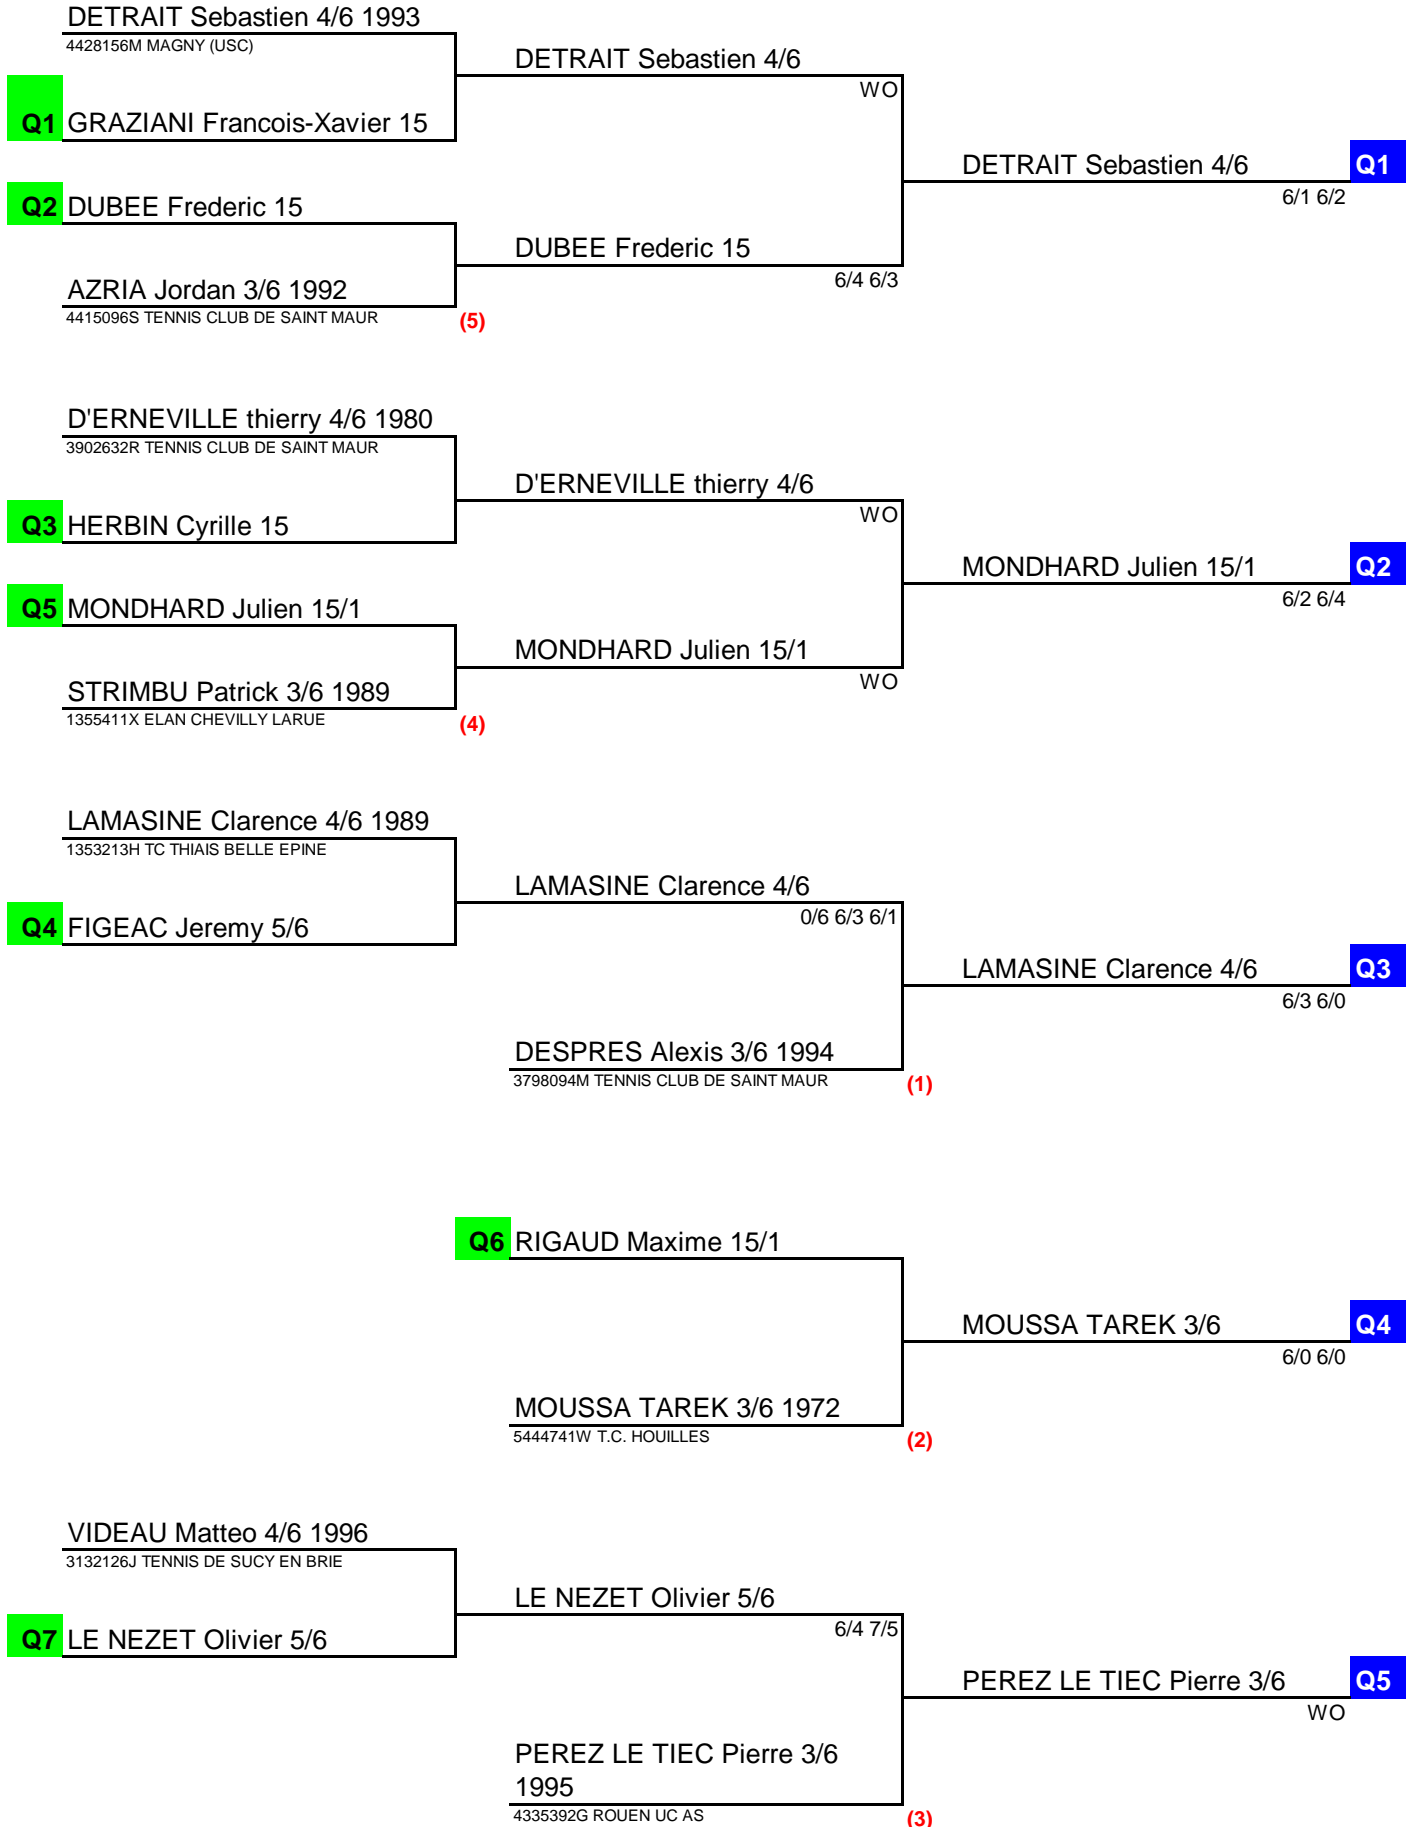 DETRAIT Sebastien 4/6 1993
4428156M MAGNY (USC)
DETRAIT Sebastien 4/6
WO
Q1 GRAZIANI Francois-Xavier 15
DETRAIT Sebastien 4/6 Q1
6/1 6/2
Q2 DUBEE Frederic 15
DUBEE Frederic 15
6/4 6/3
AZRIA Jordan 3/6 1992
4415096S TENNIS CLUB DE SAINT MAUR
(5)
D'ERNEVILLE thierry 4/6 1980
3902632R TENNIS CLUB DE SAINT MAUR
D'ERNEVILLE thierry 4/6
WO
Q3 HERBIN Cyrille 15
MONDHARD Julien 15/1 Q2
6/2 6/4
Q5 MONDHARD Julien 15/1
MONDHARD Julien 15/1
WO
STRIMBU Patrick 3/6 1989
1355411X ELAN CHEVILLY LARUE
(4)
LAMASINE Clarence 4/6 1989
1353213H TC THIAIS BELLE EPINE
LAMASINE Clarence 4/6
0/6 6/3 6/1
Q4 FIGEAC Jeremy 5/6
LAMASINE Clarence 4/6 Q3
6/3 6/0
DESPRES Alexis 3/6 1994
3798094M TENNIS CLUB DE SAINT MAUR
(1)
Q6 RIGAUD Maxime 15/1
MOUSSA TAREK 3/6 Q4
6/0 6/0
MOUSSA TAREK 3/6 1972
5444741W T.C. HOUILLES
(2)
VIDEAU Matteo 4/6 1996
3132126J TENNIS DE SUCY EN BRIE
LE NEZET Olivier 5/6
6/4 7/5
Q7 LE NEZET Olivier 5/6
PEREZ LE TIEC Pierre 3/6 Q5
WO
PEREZ LE TIEC Pierre 3/6
1995
4335392G ROUEN UC AS
(3)